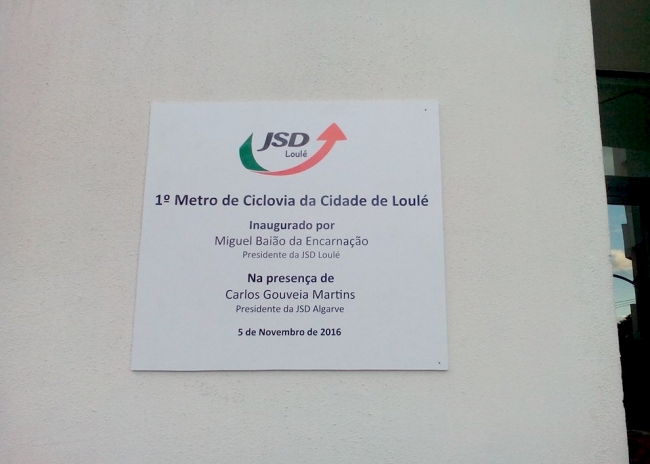 JSD
Loulé
1º Metro de Ciclovia da Cidade de Loulé
Inaugurado por
Miguel Baião da Encarnação
Presidente da JSD Loulé
Na presença de
Carlos Gouveia Martins
Presidente da JSD Algarve
5 de Novembro de 2016